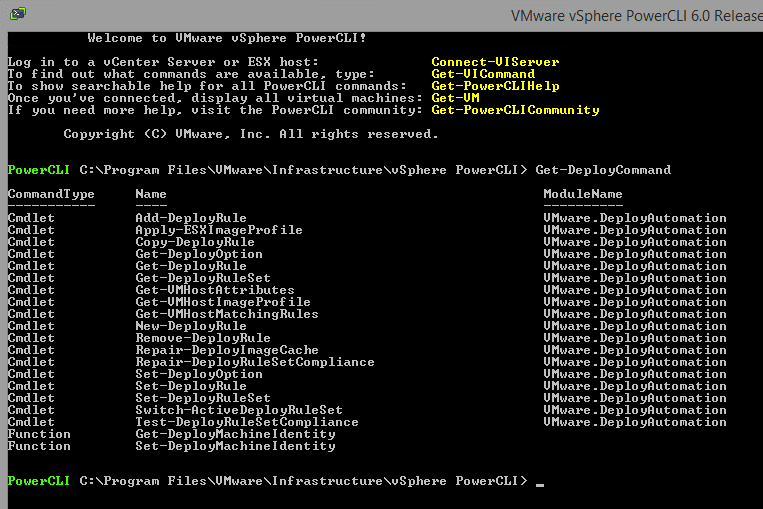 VMware vSphere PowerCLI 6.0 Release
Welcome to VMware vSphere PowerCLI!
Log in to a vCenter Server or ESX host: Connect-VIServer
To find out what commands are available, type: Get-VICommand
To show searchable help for all PowerCLI commands: Get-PowerCLIHelp
Once you've connected, display all virtual machines: Get-VM
If you need more help, visit the PowerCLI community: Get-PowerCLICommunity
Copyright (C) VMware, Inc. All rights reserved.
PowerCLI C:\Program Files\VMware\Infrastructure\vSphere PowerCLI> Get-DeployCommand
CommandType Name ModuleName
----------- ---- ----------
Cmdlet Add-DeployRule VMware.DeployAutomation
Cmdlet Apply-ESXImageProfile VMware.DeployAutomation
Cmdlet Copy-DeployRule VMware.DeployAutomation
Cmdlet Get-DeployOption VMware.DeployAutomation
Cmdlet Get-DeployRule VMware.DeployAutomation
Cmdlet Get-DeployRuleSet VMware.DeployAutomation
Cmdlet Get-VMHostAttributes VMware.DeployAutomation
Cmdlet Get-VMHostImageProfile VMware.DeployAutomation
Cmdlet Get-VMHostMatchingRules VMware.DeployAutomation
Cmdlet New-DeployRule VMware.DeployAutomation
Cmdlet Remove-DeployRule VMware.DeployAutomation
Cmdlet Repair-DeployImageCache VMware.DeployAutomation
Cmdlet Repair-DeployRuleSetCompliance VMware.DeployAutomation
Cmdlet Set-DeployOption VMware.DeployAutomation
Cmdlet Set-DeployRule VMware.DeployAutomation
Cmdlet Set-DeployRuleSet VMware.DeployAutomation
Cmdlet Switch-ActiveDeployRuleSet VMware.DeployAutomation
Cmdlet Test-DeployRuleSetCompliance VMware.DeployAutomation
Function Get-DeployMachineIdentity
Function Set-DeployMachineIdentity
PowerCLI C:\Program Files\VMware\Infrastructure\vSphere PowerCLI> _